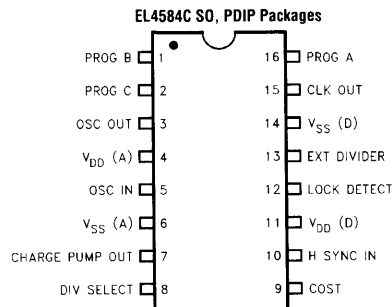 EL4584C SO, PDIP Packages
PROG B 1 16 PROG A
PROG C 2 15 CLK OUT
OSC OUT 3 14 VSS (D)
VDD (A) 4 13 EXT DIVIDER
OSC IN 5 12 LOCK DETECT
VSS (A) 6 11 VDD (D)
CHARGE PUMP OUT 7 10 H SYNC IN
DIV SELECT 8 9 COST